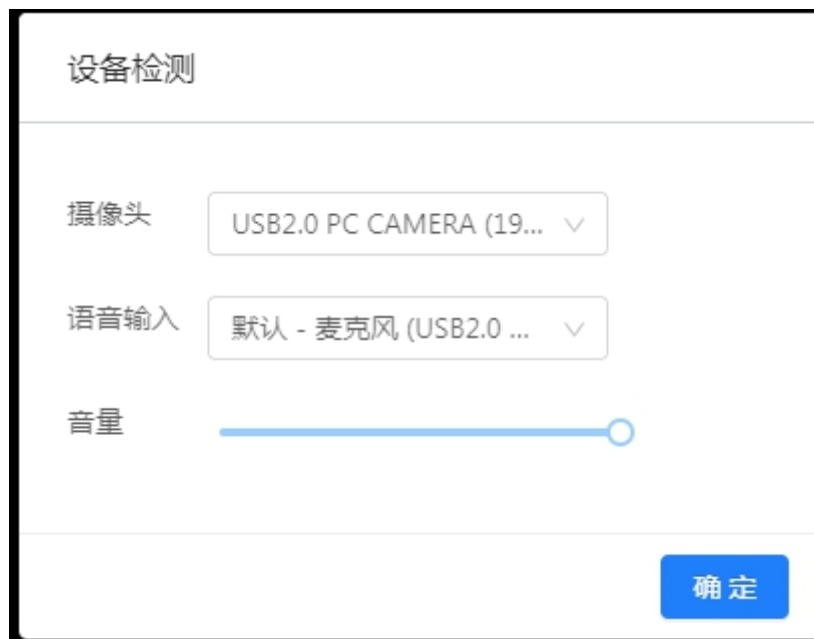 设备检测
摄像头 USB2.0 PC CAMERA (19...
语音输入 默认 - 麦克风 (USB2.0 ...
音量
确 定